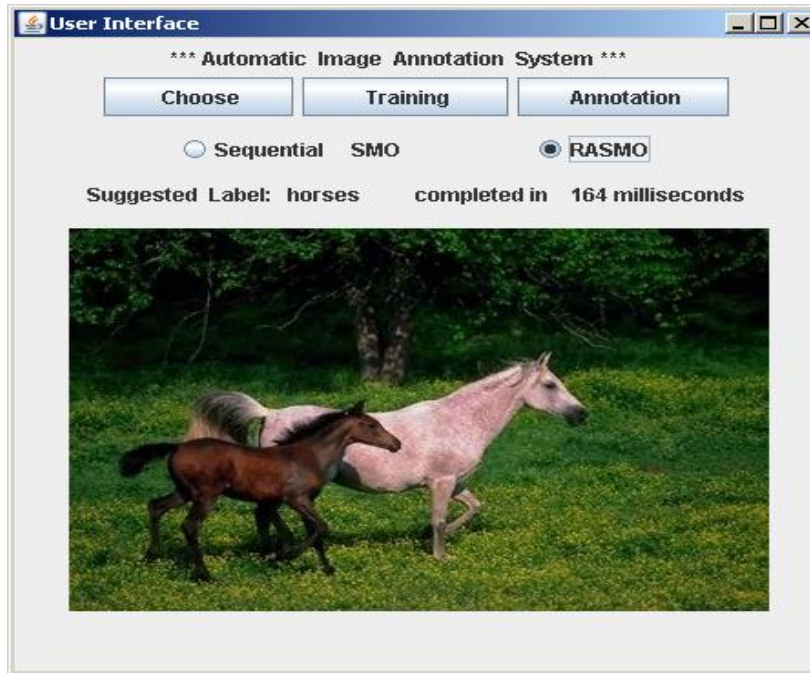 User Interface
*** Automatic Image Annotation System ***
Choose Training Annotation
Sequential SMO RASMO
Suggested Label: horses completed in 164 milliseconds